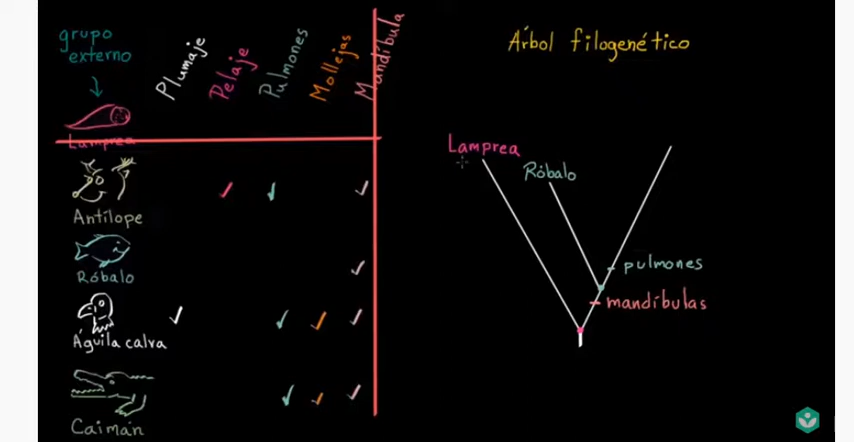 grupo
externo
Plumaje
Pelaje
Pulmones
Mollejas
Mandíbula
Lamprea
Antílope
Róbalo
Águila calva
Caimán
Árbol filogenético
Lamprea
Róbalo
pulmones
mandíbulas